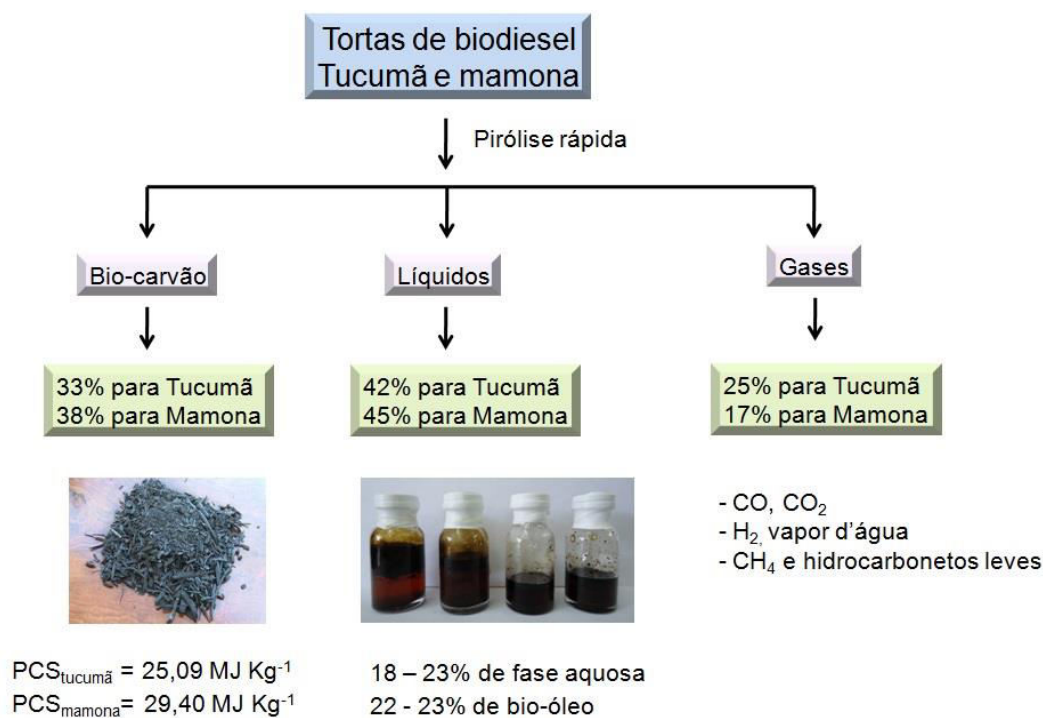 Tortas de biodiesel
Tucumã e mamona
Pirólise rápida
Bio-carvão
Líquidos
Gases
33% para Tucumã
38% para Mamona
42% para Tucumã
45% para Mamona
25% para Tucumã
17% para Mamona
- CO, CO₂
- H₂, vapor d'água
- CH₄ e hidrocarbonetos leves
PCStucumã = 25,09 MJ Kg⁻¹
PCSmamona= 29,40 MJ Kg⁻¹
18 – 23% de fase aquosa
22 - 23% de bio-óleo